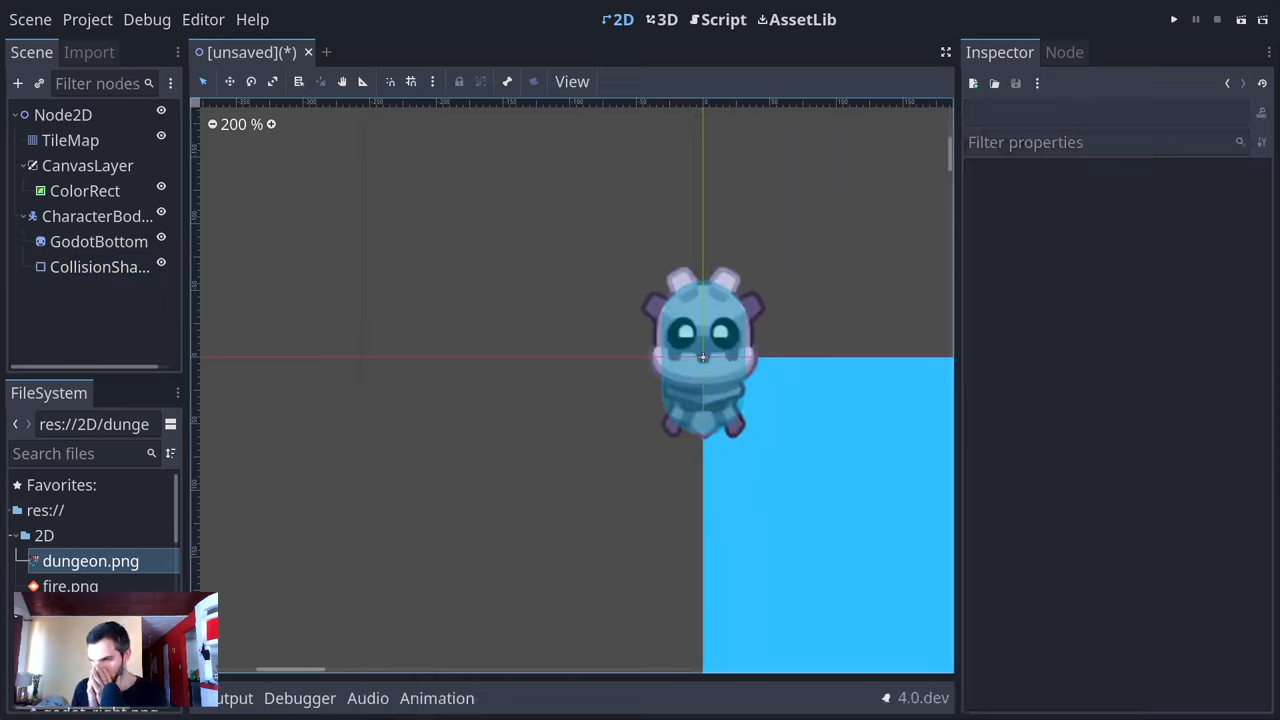 Scene Project Debug Editor Help
2D 3D Script AssetLib
Scene Import
[unsaved](*)
Inspector Node
Filter nodes
View
200 %
Filter properties
Node2D
TileMap
CanvasLayer
ColorRect
CharacterBod...
GodotBottom
CollisionSha...
FileSystem
res://2D/dunge
Search files
Favorites:
res://
2D
dungeon.png
fire.png
utput Debugger Audio Animation
4.0.dev